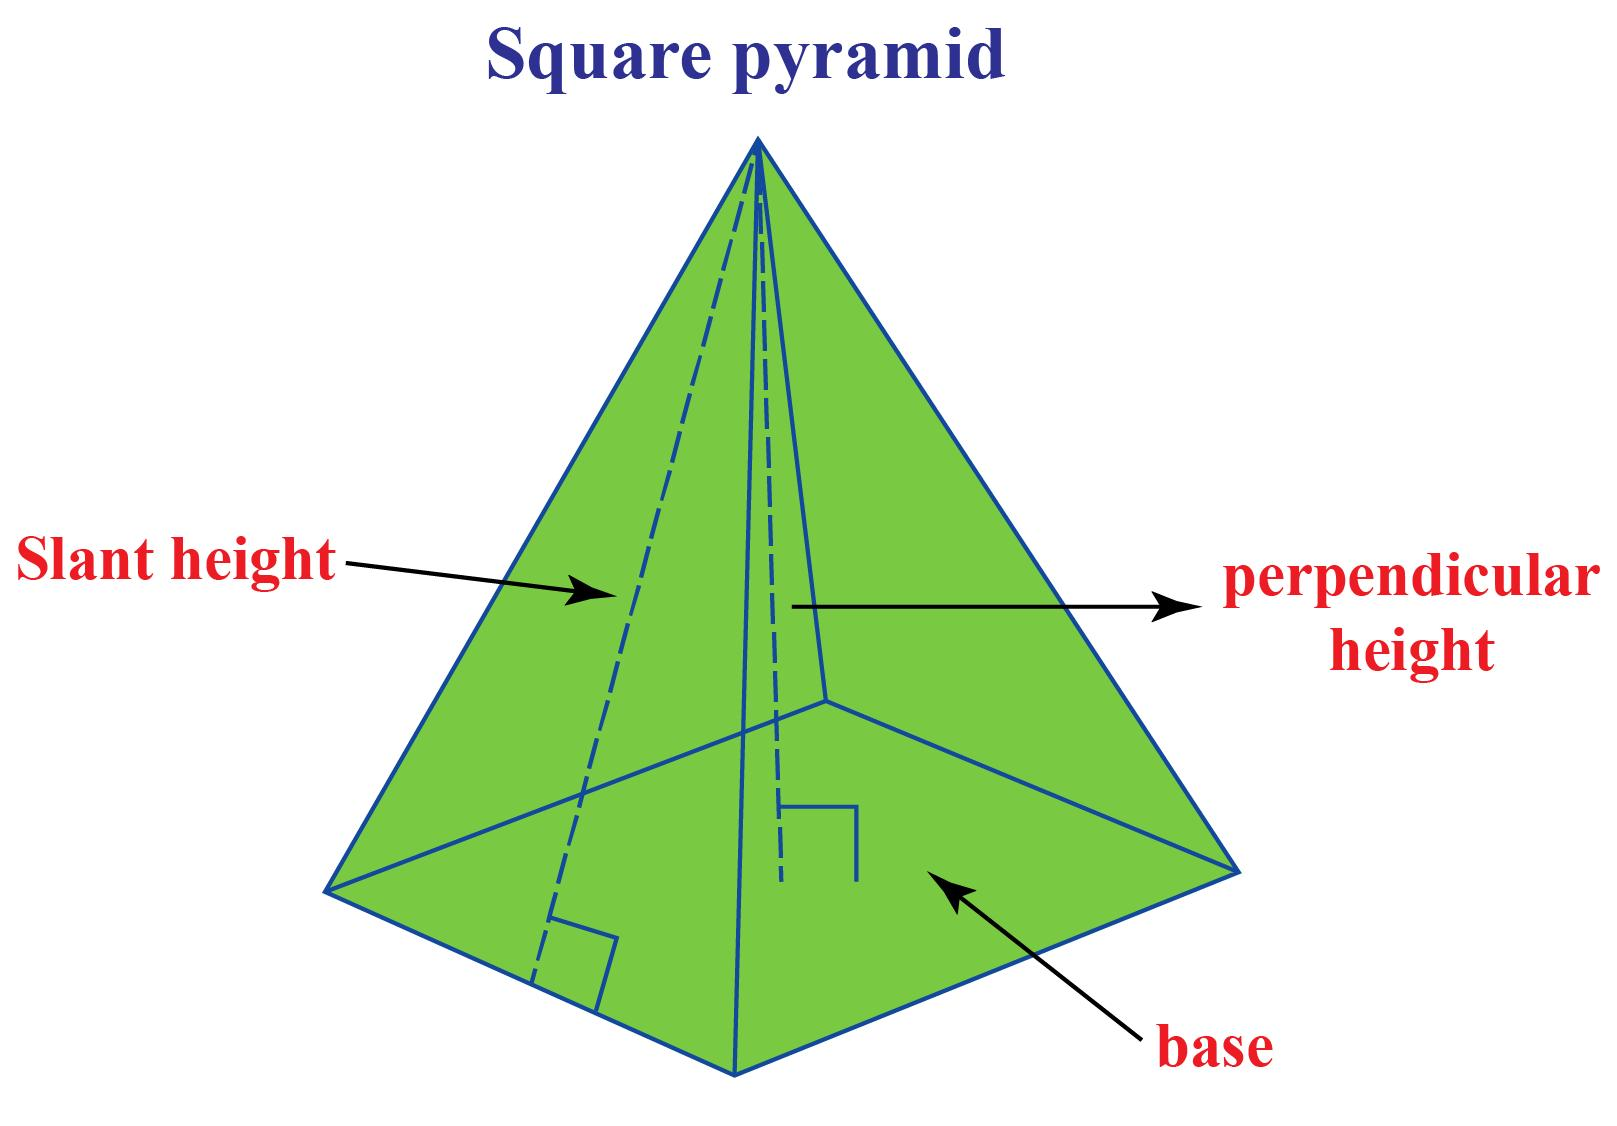 Square pyramid
Slant height
perpendicular
height
base